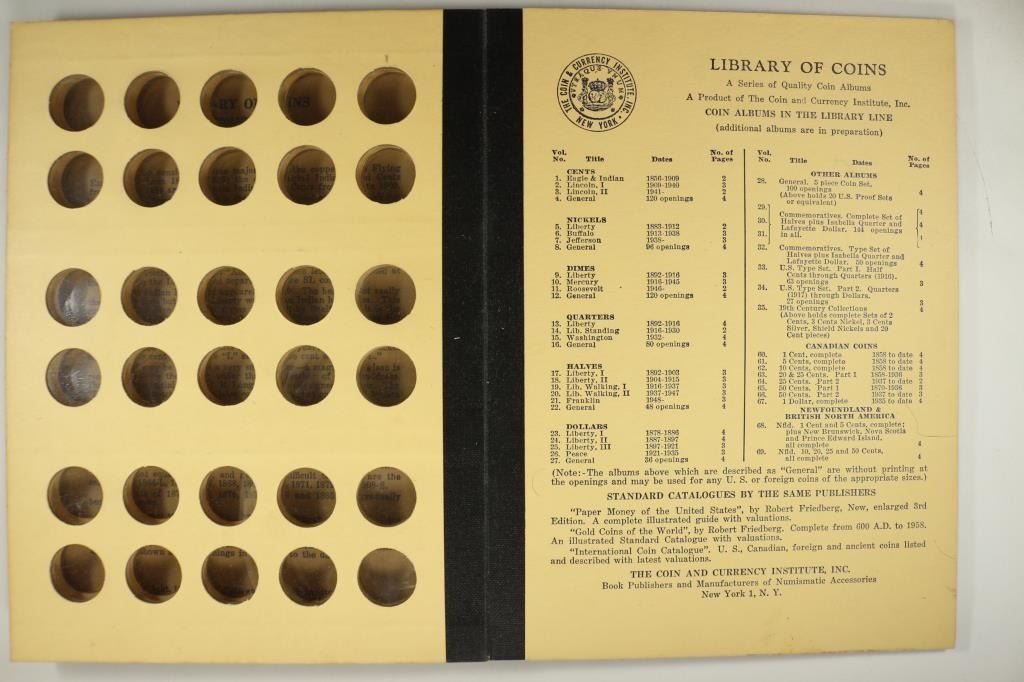 LIBRARY OF COINS
A Series of Quality Coin Albums
A Product of The Coin and Currency Institute, Inc.
COIN ALBUMS IN THE LIBRARY LINE
(additional albums are in preparation)
THE COIN & CURRENCY INSTITUTE, INC.
NEW YORK
Vol. No. Title Dates No. of Pages
CENTS
1. Eagle & Indian 1856-1909 2
2. Lincoln, I 1909-1940 3
3. Lincoln, II 1941- 2
4. General 120 openings 4
NICKELS
5. Liberty 1883-1912 2
6. Buffalo 1913-1938 3
7. Jefferson 1938- 3
8. General 96 openings 4
DIMES
9. Liberty 1892-1916 3
10. Mercury 1916-1945 3
11. Roosevelt 1946- 2
12. General 120 openings 4
QUARTERS
13. Liberty 1892-1916 4
14. Lib. Standing 1916-1930 2
15. Washington 1932- 4
16. General 80 openings 4
HALVES
17. Liberty, I 1892-1903 3
18. Liberty, II 1904-1915 3
19. Lib. Walking, I 1916-1937 3
20. Lib. Walking, II 1937-1947 3
21. Franklin 1948- 3
22. General 48 openings 4
DOLLARS
23. Liberty, I 1878-1886 4
24. Liberty, II 1887-1897 4
25. Liberty, III 1897-1921 3
26. Peace 1921-1935 3
27. General 36 openings 4
Vol. No. Title Dates No. of Pages
OTHER ALBUMS
28. General. 5 piece Coin Set,
100 openings 4
(Above holds 20 U.S. Proof Sets
or equivalent)
29.
30. Commemoratives. Complete Set of
Halves plus Isabella Quarter and
Lafayette Dollar. 144 openings
31. in all.
32. Commemoratives. Type Set of
Halves plus Isabella Quarter and
Lafayette Dollar. 50 openings 4
33. U.S. Type Set. Part 1. Half
Cents through Quarters (1916).
63 openings 3
34. U.S. Type Set. Part 2. Quarters
(1917) through Dollars.
27 openings 3
35. 19th Century Collections 4
(Above holds complete Sets of 2
Cents, 3 Cents Nickel, 3 Cents
Silver, Shield Nickels and 20
Cent pieces)
CANADIAN COINS
60. 1 Cent, complete 1858 to date 4
61. 5 Cents, complete 1858 to date 4
62. 10 Cents, complete 1858 to date 4
63. 20 & 25 Cents. Part 1 1858-1936 3
64. 25 Cents. Part 2 1937 to date 2
65. 50 Cents. Part 1 1870-1936 3
66. 50 Cents. Part 2 1937 to date 3
67. 1 Dollar, complete 1935 to date 4
NEWFOUNDLAND &
BRITISH NORTH AMERICA
68. Nfld. 1 Cent and 5 Cents, complete;
plus New Brunswick, Nova Scotia
and Prince Edward Island,
all complete 4
69. Nfld. 10, 20, 25 and 50 Cents,
all complete 4
(Note:-The albums above which are described as "General" are without printing at
the openings and may be used for any U. S. or foreign coins of the appropriate sizes.)
STANDARD CATALOGUES BY THE SAME PUBLISHERS
"Paper Money of the United States", by Robert Friedberg, New, enlarged 3rd
Edition. A complete illustrated guide with valuations.
"Gold Coins of the World", by Robert Friedberg. Complete from 600 A.D. to 1958.
An illustrated Standard Catalogue with valuations.
"International Coin Catalogue". U. S., Canadian, foreign and ancient coins listed
and described with latest valuations.
THE COIN AND CURRENCY INSTITUTE, INC.
Book Publishers and Manufacturers of Numismatic Accessories
New York 1, N. Y.